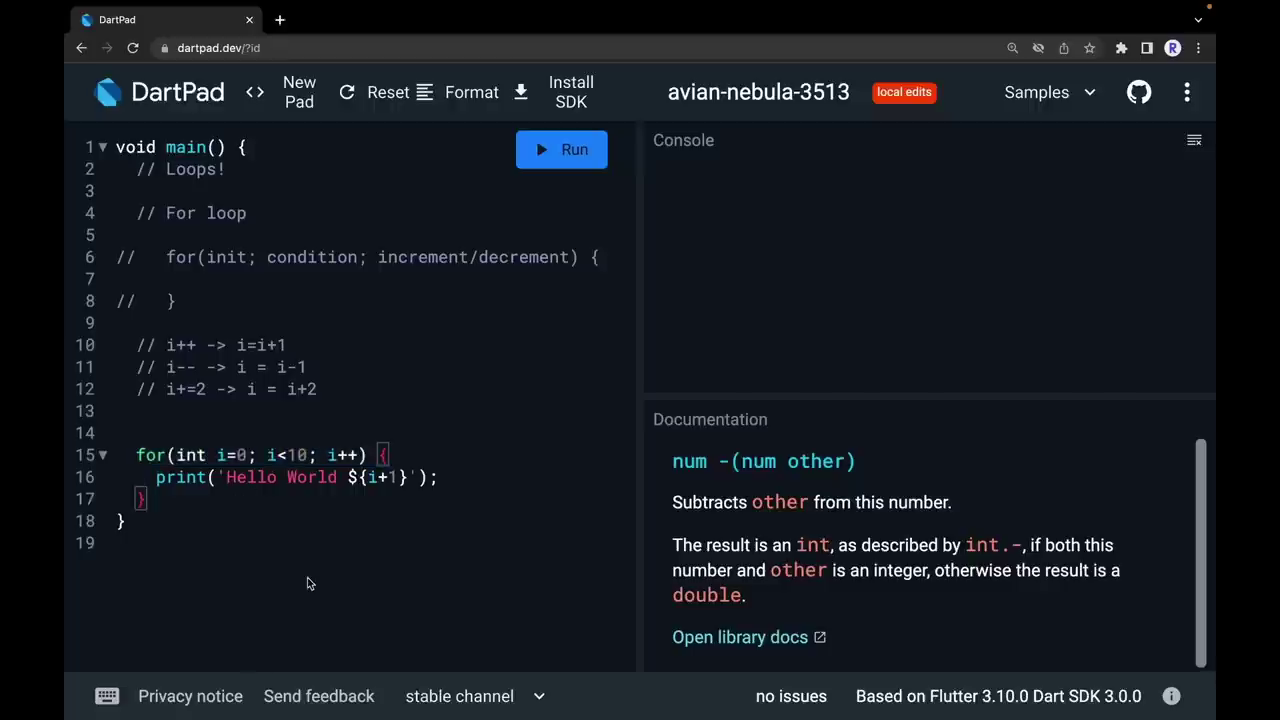 DartPad
dartpad.dev/?id
R
DartPad
<> New Pad
Reset
Format
Install SDK
avian-nebula-3513
local edits
Samples
1 void main() {
2 // Loops!
3
4 // For loop
5
6 // for(init; condition; increment/decrement) {
7
8 // }
9
10 // i++ -> i=i+1
11 // i-- -> i = i-1
12 // i+=2 -> i = i+2
13
14
15 for(int i=0; i<10; i++) {
16 print('Hello World ${i+1}');
17 }
18 }
19
Run
Console
Documentation
num -(num other)
Subtracts other from this number.
The result is an int, as described by int.-, if both this
number and other is an integer, otherwise the result is a
double.
Open library docs
Privacy notice
Send feedback
stable channel
no issues
Based on Flutter 3.10.0 Dart SDK 3.0.0